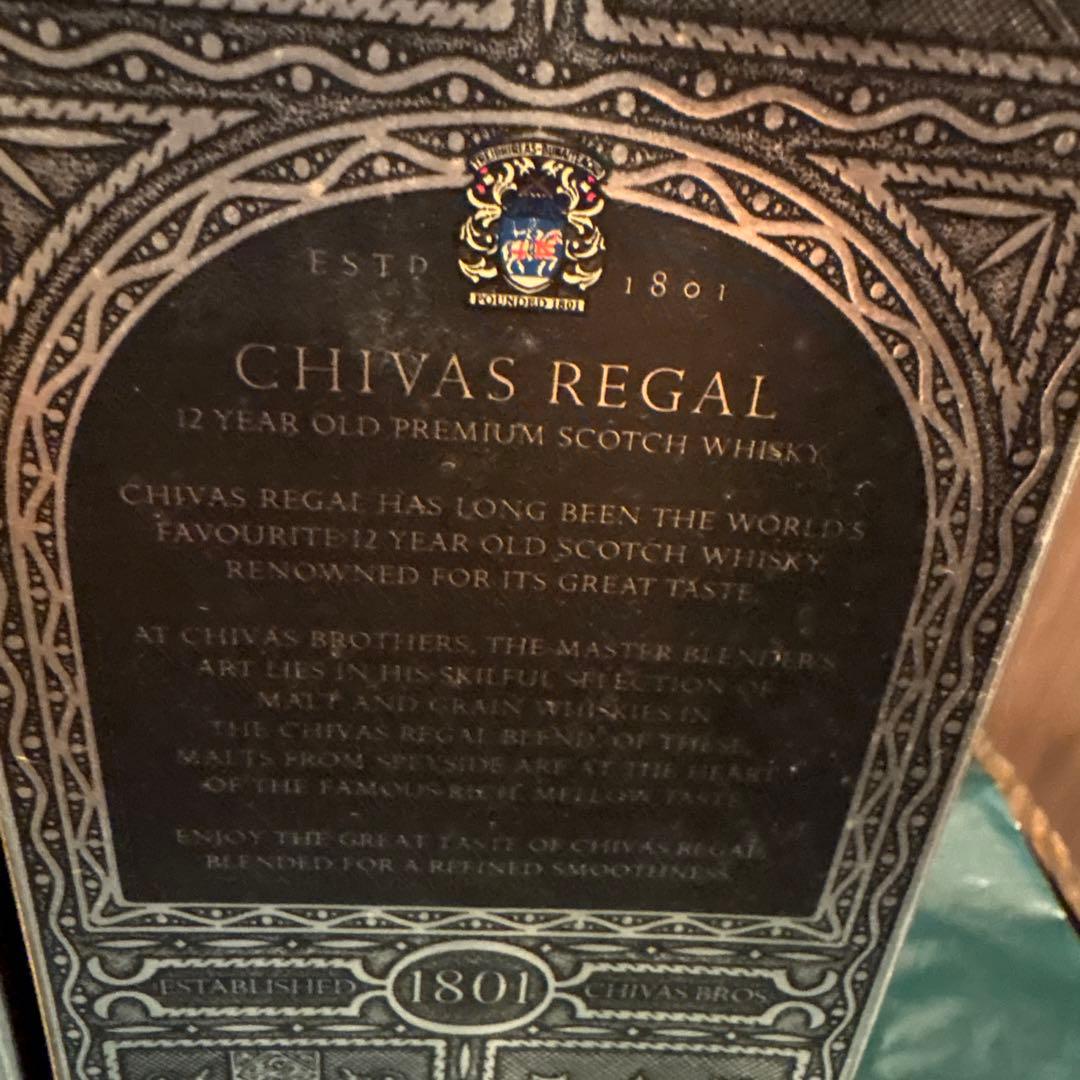 ESTD 1801
FOUNDED 1801
CHIVAS REGAL
12 YEAR OLD PREMIUM SCOTCH WHISKY
CHIVAS REGAL HAS LONG BEEN THE WORLD'S
FAVOURITE 12 YEAR OLD SCOTCH WHISKY
RENOWNED FOR ITS GREAT TASTE
AT CHIVAS BROTHERS, THE MASTER BLENDER'S
ART LIES IN HIS SKILFUL SELECTION OF
MALT AND GRAIN WHISKIES IN
THE CHIVAS REGAL BLEND. OF THESE,
MALTS FROM SPEYSIDE ARE AT THE HEART
OF THE FAMOUS RICH, MELLOW TASTE
ENJOY THE GREAT TASTE OF CHIVAS REGAL
BLENDED FOR A REFINED SMOOTHNESS
ESTABLISHED 1801 CHIVAS BROS